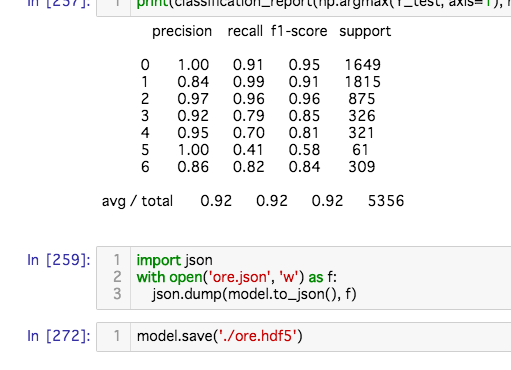 In [257]: 1 print(classification_report(np.argmax(Y_test, axis=1),
precision recall f1-score support
0 1.00 0.91 0.95 1649
1 0.84 0.99 0.91 1815
2 0.97 0.96 0.96 875
3 0.92 0.79 0.85 326
4 0.95 0.70 0.81 321
5 1.00 0.41 0.58 61
6 0.86 0.82 0.84 309
avg / total 0.92 0.92 0.92 5356
In [259]: 1 import json
2 with open('ore.json', 'w') as f:
3 json.dump(model.to_json(), f)
In [272]: 1 model.save('./ore.hdf5')